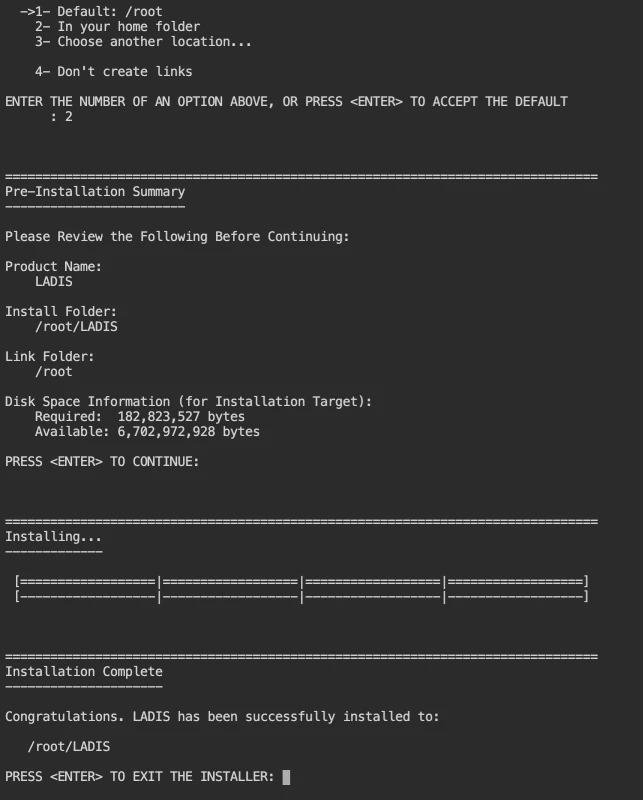 ->1- Default: /root
2- In your home folder
3- Choose another location...
4- Don't create links
ENTER THE NUMBER OF AN OPTION ABOVE, OR PRESS <ENTER> TO ACCEPT THE DEFAULT
: 2
===============================================================================
Pre-Installation Summary
------------------------
Please Review the Following Before Continuing:
Product Name:
LADIS
Install Folder:
/root/LADIS
Link Folder:
/root
Disk Space Information (for Installation Target):
Required:  182,823,527 bytes
Available: 6,702,972,928 bytes
PRESS <ENTER> TO CONTINUE:
===============================================================================
Installing...
-------------
[==================|==================|==================|==================]
[------------------|------------------|------------------|------------------]
===============================================================================
Installation Complete
---------------------
Congratulations. LADIS has been successfully installed to:
/root/LADIS
PRESS <ENTER> TO EXIT THE INSTALLER: